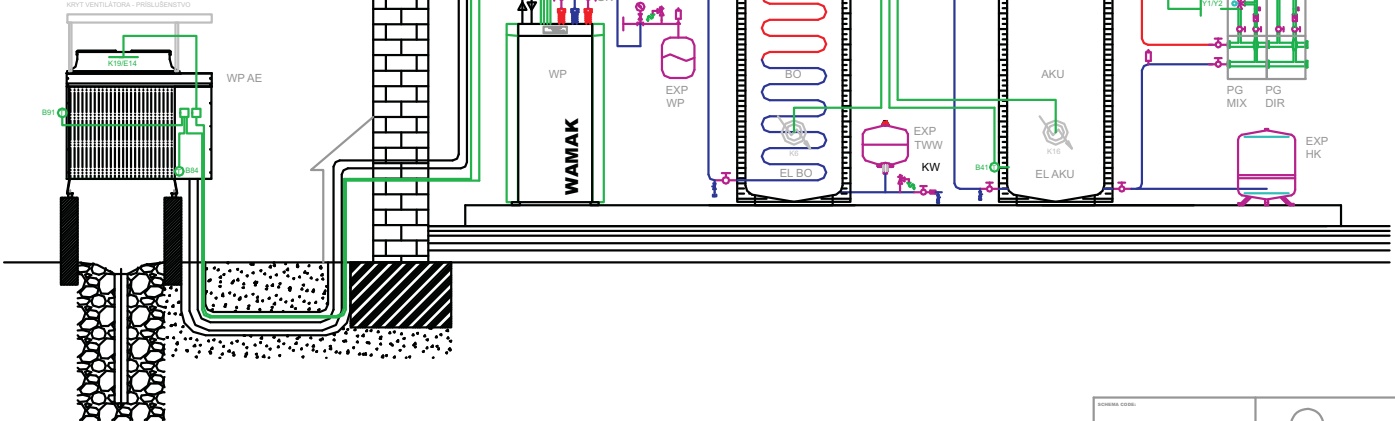 KRYT VENTILÁTORA - PRÍSLUŠENSTVO
K19/E14
WP AE
B91
B84
WP
WAMAK
EXP
WP
BO
K6
EL BO
EXP
TWW
KW
B41
AKU
K16
EL AKU
Y1/Y2
PG
MIX
PG
DIR
EXP
HK
SCHEMA CODE: